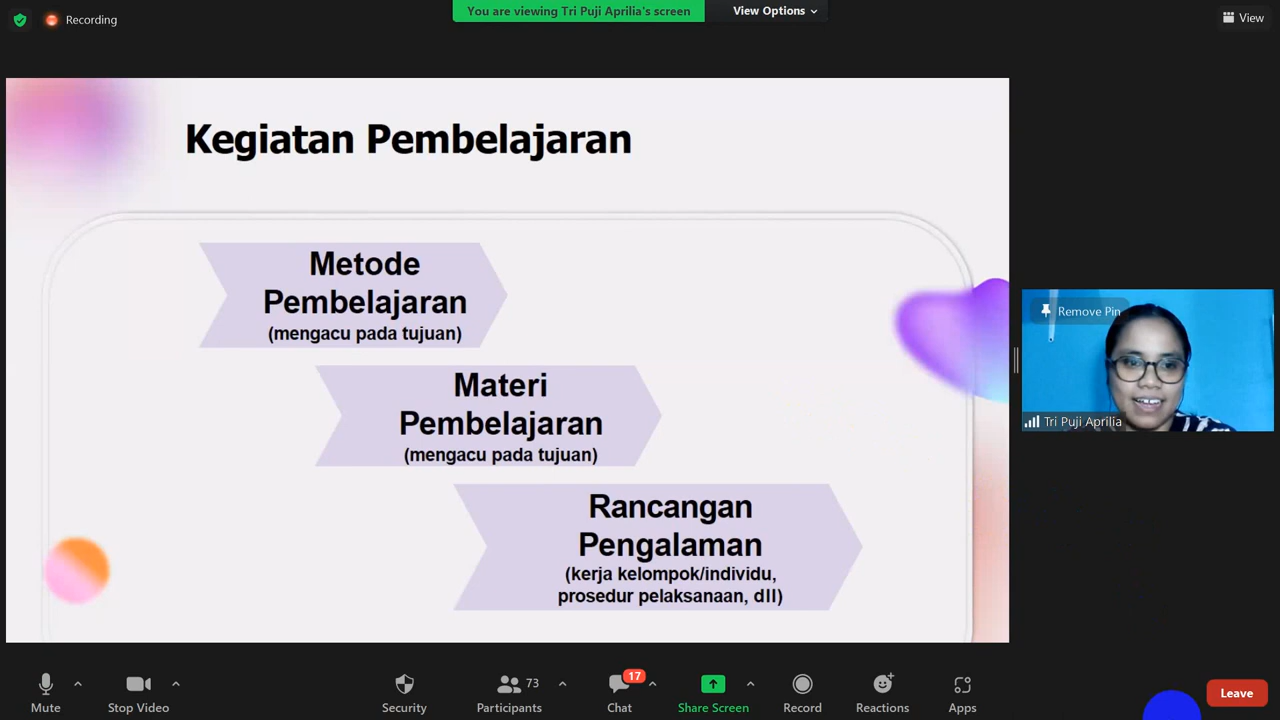 Recording
You are viewing Tri Puji Aprilia's screen
View Options
View
Kegiatan Pembelajaran
Metode
Pembelajaran
(mengacu pada tujuan)
Materi
Pembelajaran
(mengacu pada tujuan)
Rancangan
Pengalaman
(kerja kelompok/individu,
prosedur pelaksanaan, dll)
Remove Pin
Tri Puji Aprilia
Mute
Stop Video
Security
73
Participants
17
Chat
Share Screen
Record
Reactions
Apps
Leave